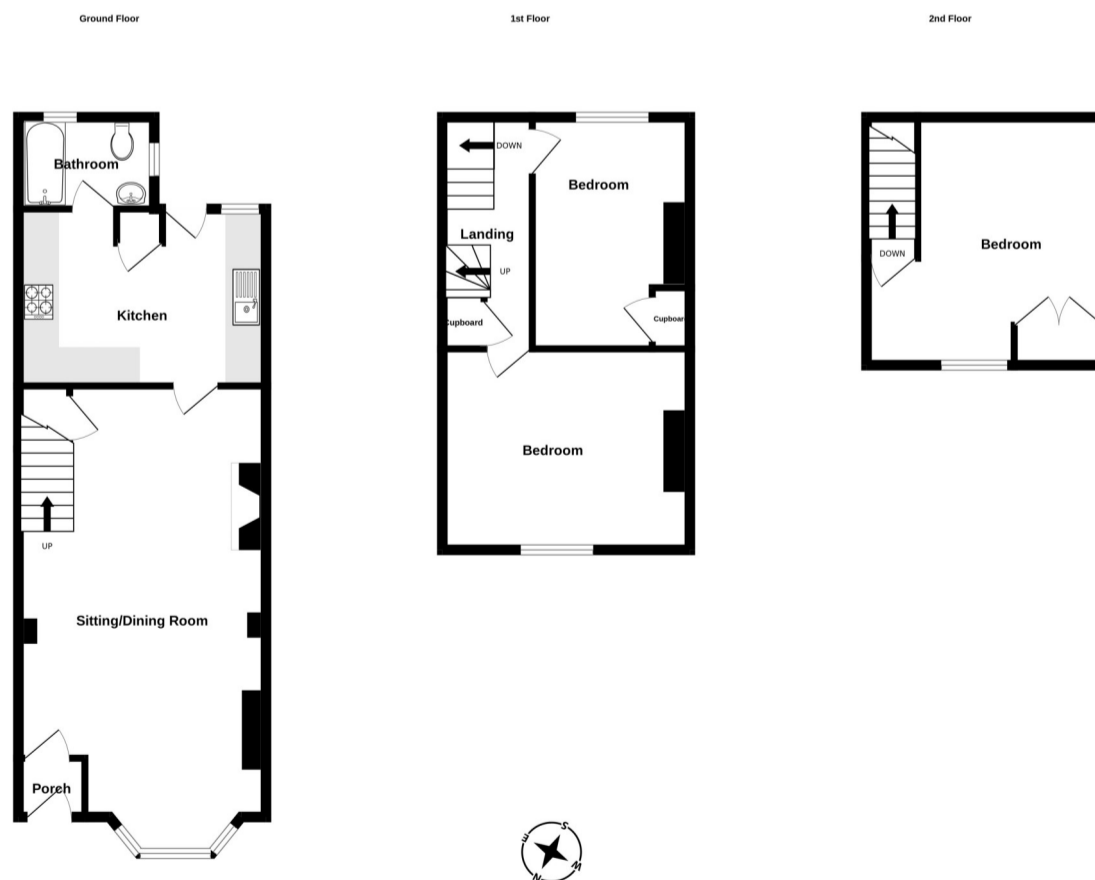 Ground Floor
1st Floor
2nd Floor
Bathroom
Kitchen
UP
Sitting/Dining Room
Porch
DOWN
Bedroom
Landing
UP
Cupboard
Cupboar
Bedroom
DOWN
Bedroom
S
E
W
N